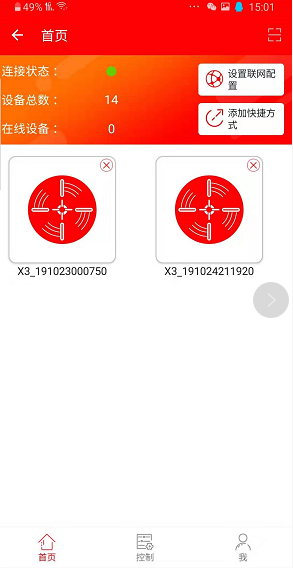 49% 15:01
首页
连接状态：
设置联网配
置
设备总数： 14
添加快捷方
式
在线设备： 0
X3_191023000750 X3_191024211920
首页 控制 我